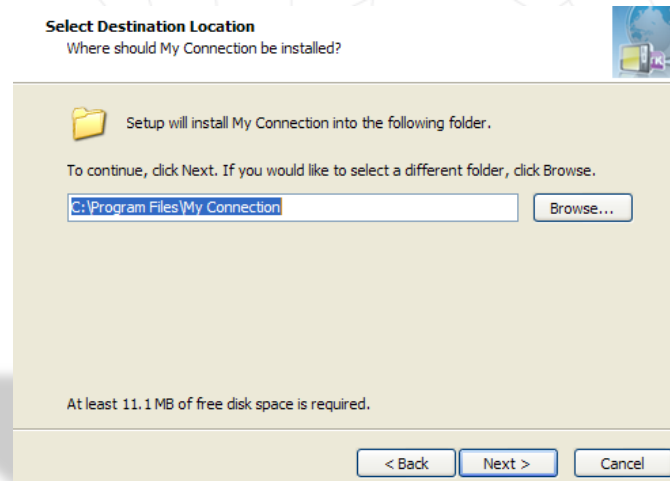 Select Destination Location
Where should My Connection be installed?
Setup will install My Connection into the following folder.
To continue, click Next. If you would like to select a different folder, click Browse.
C:\Program Files\My Connection
Browse...
At least 11.1 MB of free disk space is required.
< Back
Next >
Cancel